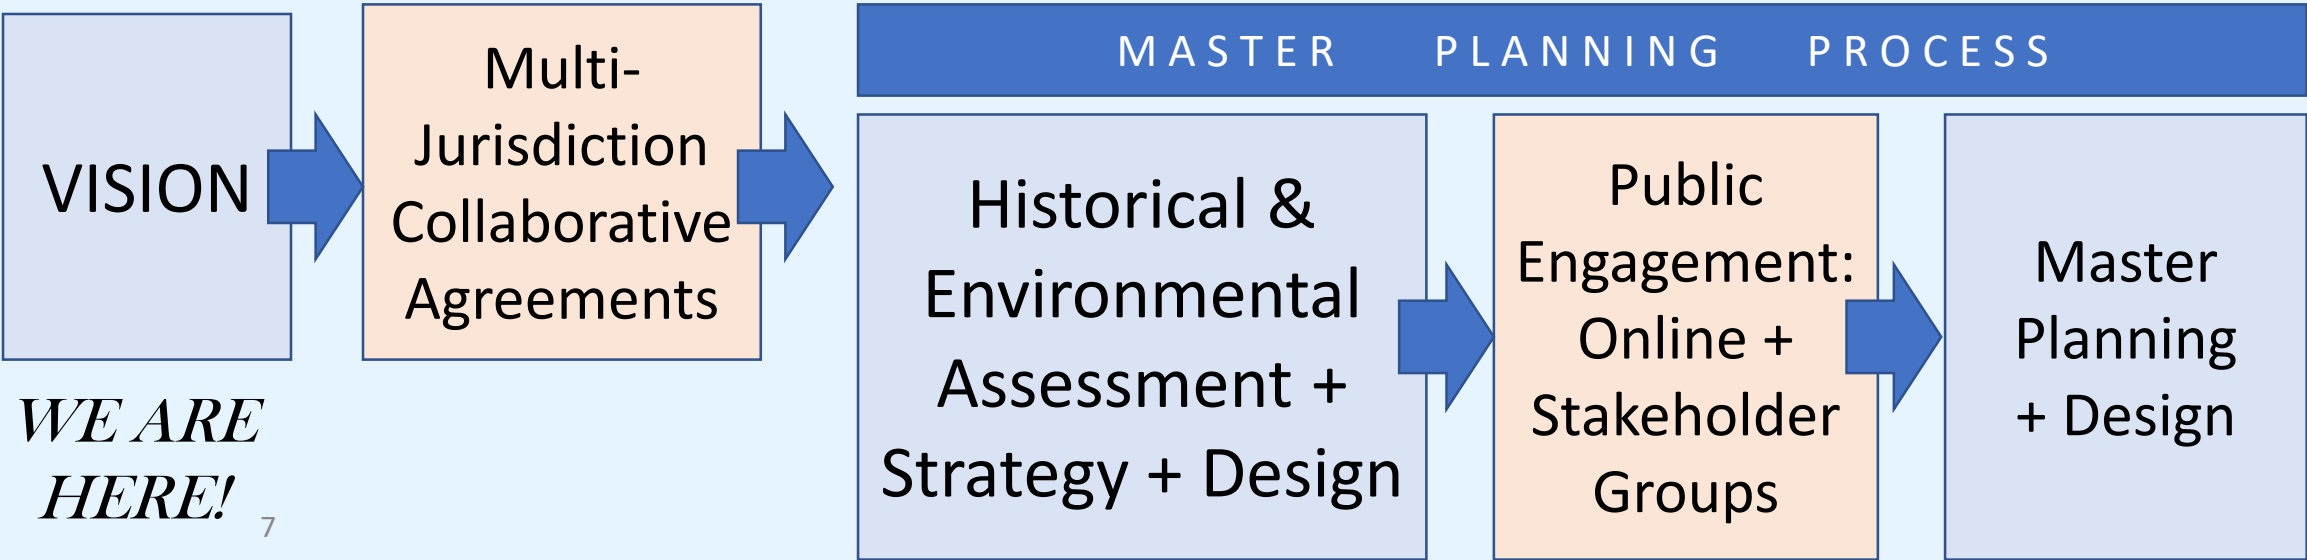 VISION
WE ARE
HERE!
7
Multi-
Jurisdiction
Collaborative
Agreements
MASTER PLANNING PROCESS
Historical &
Environmental
Assessment +
Strategy + Design
Public
Engagement:
Online +
Stakeholder
Groups
Master
Planning
+ Design